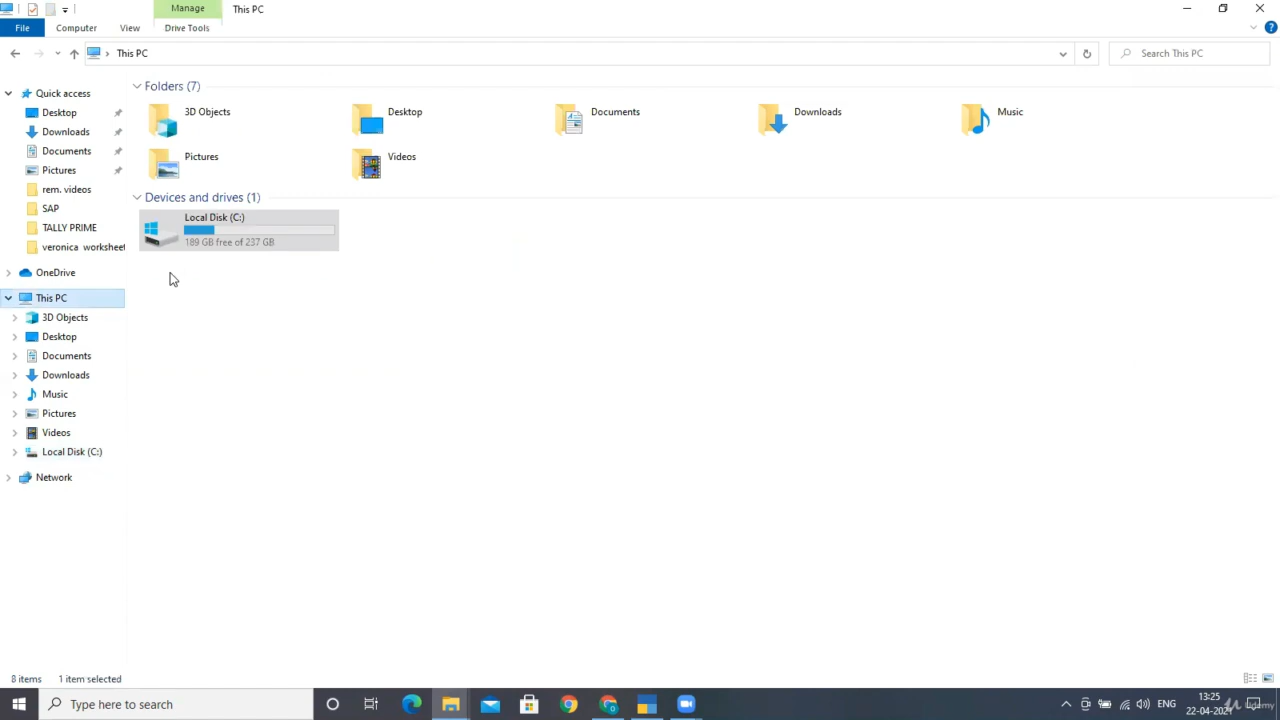 Manage
This PC
File
Computer
View
Drive Tools
This PC
Search This PC
Quick access
Desktop
Downloads
Documents
Pictures
rem. videos
SAP
TALLY PRIME
veronica worksheet
OneDrive
This PC
3D Objects
Desktop
Documents
Downloads
Music
Pictures
Videos
Local Disk (C:)
Network
Folders (7)
3D Objects
Desktop
Documents
Downloads
Music
Pictures
Videos
Devices and drives (1)
Local Disk (C:)
189 GB free of 237 GB
8 items
1 item selected
Type here to search
ENG
13:25
22-04-2021
Udemy